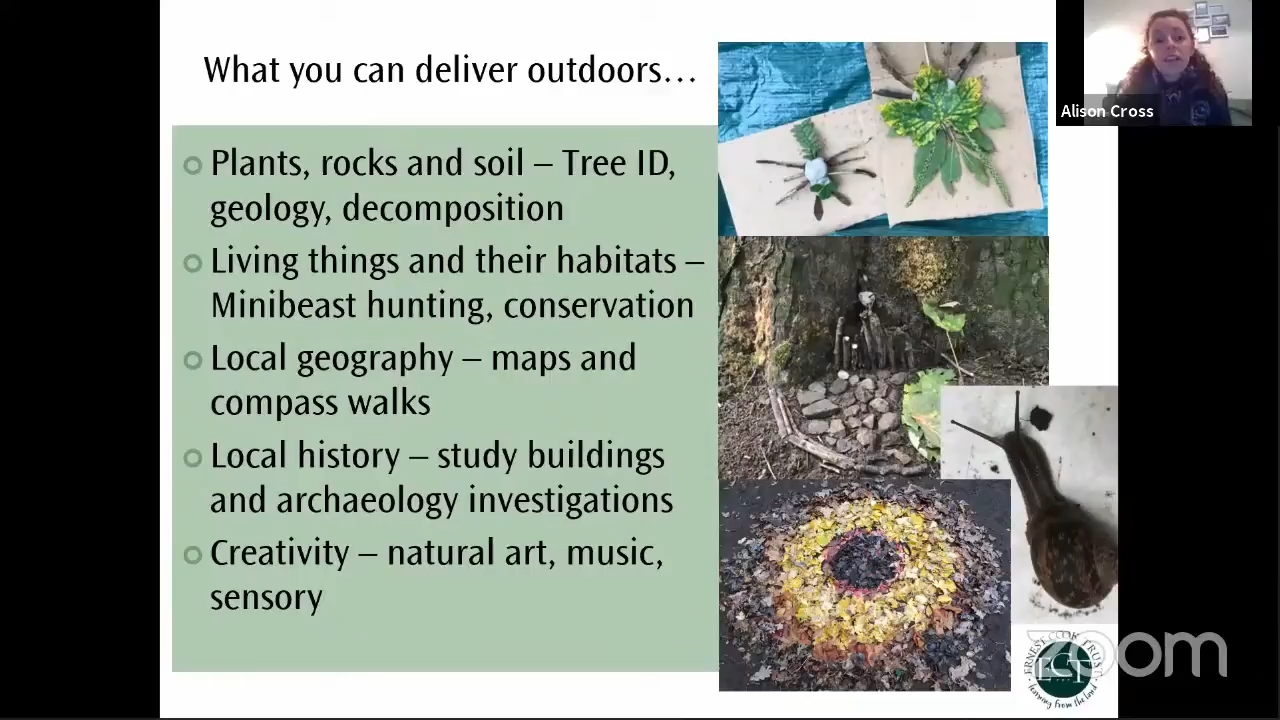 What you can deliver outdoors…
Alison Cross
Plants, rocks and soil – Tree ID,
geology, decomposition
Living things and their habitats –
Minibeast hunting, conservation
Local geography – maps and
compass walks
Local history – study buildings
and archaeology investigations
Creativity – natural art, music,
sensory
zoom
ERNEST COOK TRUST
ECT
learning from the land